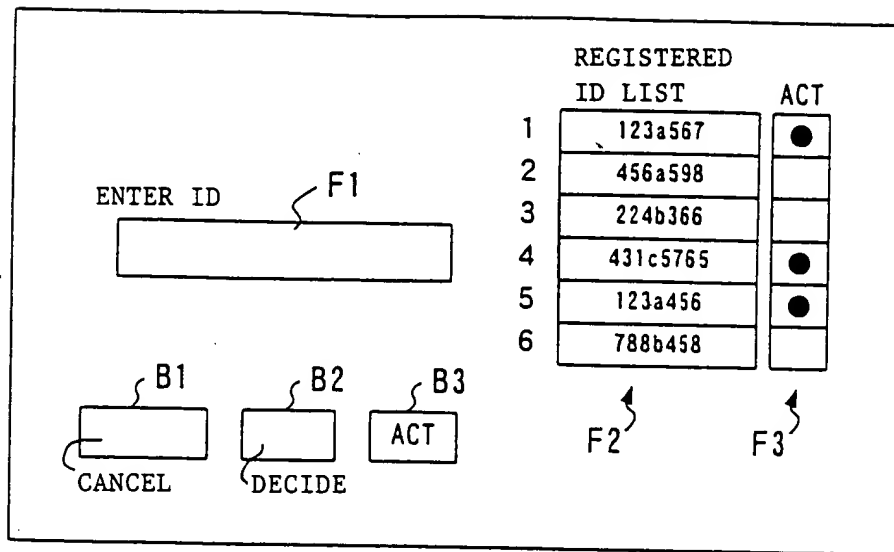 REGISTERED
ID LIST ACT
1 123a567 ●
2 456a598
3 224b366
4 431c5765 ●
5 123a456 ●
6 788b458
ENTER ID F1
B1 B2 B3
ACT
CANCEL DECIDE
F2 F3